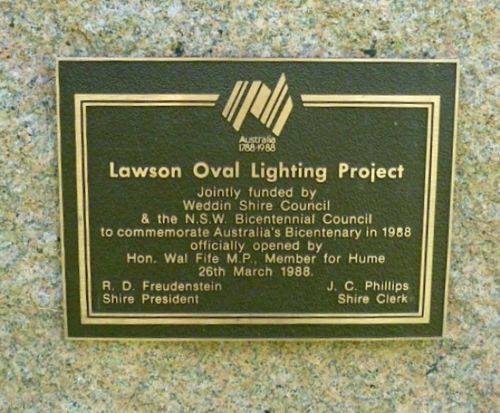 Australia
1788-1988
Lawson Oval Lighting Project
Jointly funded by
Weddin Shire Council
& the N.S.W. Bicentennial Council
to commemorate Australia's Bicentenary in 1988
officially opened by
Hon. Wal Fife M.P., Member for Hume
26th March 1988.
R. D. Freudenstein J. C. Phillips
Shire President Shire Clerk